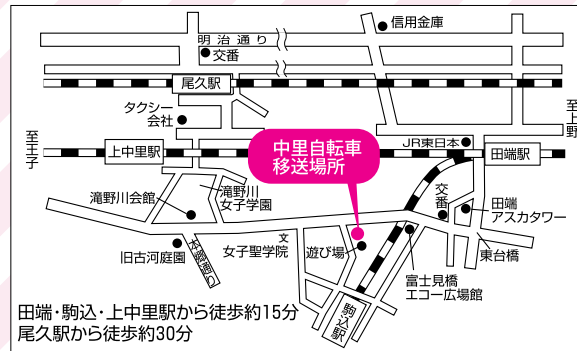 信用金庫
明治通り
交番
尾久駅
タクシー
会社
至上野
至王子
上中里駅
中里自転車
移送場所
JR東日本
田端駅
滝野川会館
滝野川
女子学園
交番
田端
アスカタワー
旧古河庭園
本郷通り
女子聖学院
文
遊び場
東台橋
富士見橋
エコー広場館
駒込駅
田端・駒込・上中里駅から徒歩約15分
尾久駅から徒歩約30分